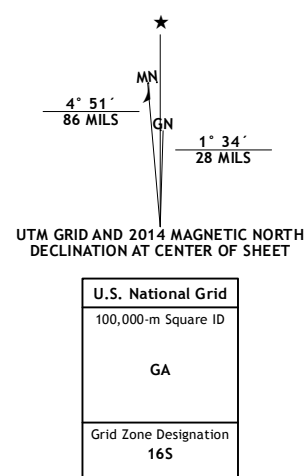 MN
GN
4° 51´
86 MILS
1° 34´
28 MILS
UTM GRID AND 2014 MAGNETIC NORTH
DECLINATION AT CENTER OF SHEET
U.S. National Grid
100,000-m Square ID
GA
Grid Zone Designation
16S